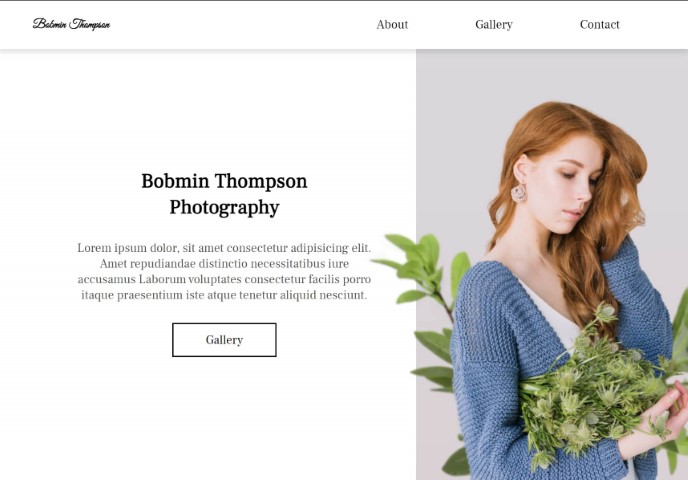 Bobmin Thompson
About
Gallery
Contact
Bobmin Thompson
Photography
Lorem ipsum dolor, sit amet consectetur adipisicing elit.
Amet repudiandae distinctio necessitatibus iure
accusamus Laborum voluptates consectetur facilis porro
itaque praesentium iste atque tenetur aliquid nesciunt.
Gallery